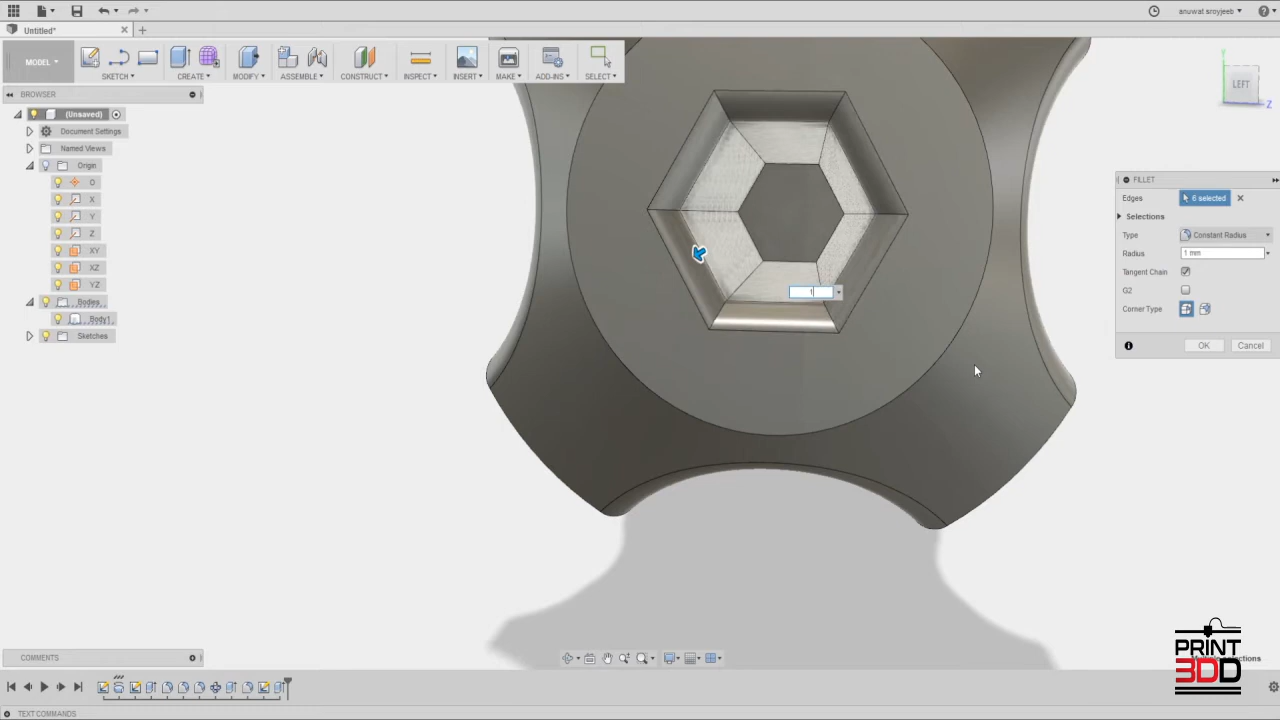 anuwat sroyjeeb
Untitled*
MODEL
SKETCH
CREATE
MODIFY
ASSEMBLE
CONSTRUCT
INSPECT
INSERT
MAKE
ADD-INS
SELECT
BROWSER
(Unsaved)
Document Settings
Named Views
Origin
O
X
Y
Z
XY
XZ
YZ
Bodies
Body1
Sketches
Y
LEFT
Z
FILLET
Edges 6 selected
Selections
Type Constant Radius
Radius 1 mm
Tangent Chain
G2
Corner Type
OK Cancel
1
COMMENTS
PRINT
3DD
TEXT COMMANDS